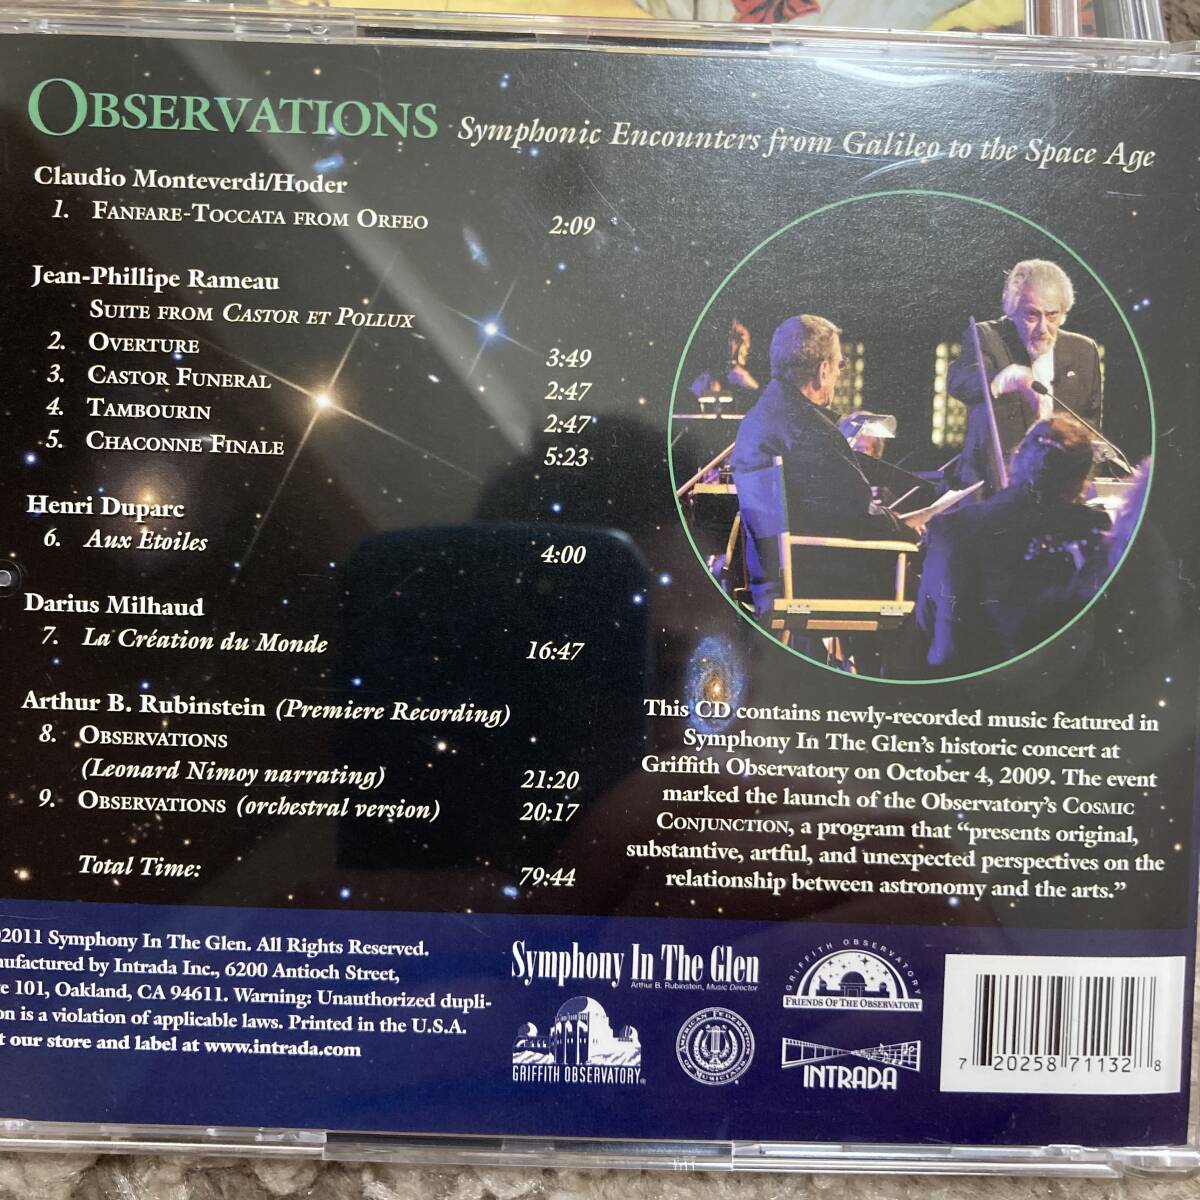 OBSERVATIONS Symphonic Encounters from Galileo to the Space Age
Claudio Monteverdi/Hoder
1. FANFARE-TOCCATA FROM ORFEO 2:09
Jean-Phillipe Rameau
SUITE FROM CASTOR ET POLLUX
2. OVERTURE 3:49
3. CASTOR FUNERAL 2:47
4. TAMBOURIN 2:47
5. CHACONNE FINALE 5:23
Henri Duparc
6. Aux Etoiles 4:00
Darius Milhaud
7. La Création du Monde 16:47
Arthur B. Rubinstein (Premiere Recording)
8. OBSERVATIONS
(Leonard Nimoy narrating) 21:20
9. OBSERVATIONS (orchestral version) 20:17
Total Time: 79:44
This CD contains newly-recorded music featured in
Symphony In The Glen's historic concert at
Griffith Observatory on October 4, 2009. The event
marked the launch of the Observatory's COSMIC
CONJUNCTION, a program that "presents original,
substantive, artful, and unexpected perspectives on the
relationship between astronomy and the arts."
2011 Symphony In The Glen. All Rights Reserved.
nufactured by Intrada Inc., 6200 Antioch Street,
e 101, Oakland, CA 94611. Warning: Unauthorized dupli-
on is a violation of applicable laws. Printed in the U.S.A.
t our store and label at www.intrada.com
Symphony In The Glen
Arthur B. Rubinstein, Music Director
GRIFFITH OBSERVATORY
AMERICAN FEDERATION OF MUSICIANS
GRIFFITH OBSERVATORY
FRIENDS OF THE OBSERVATORY
INTRADA
7 20258 71132 8